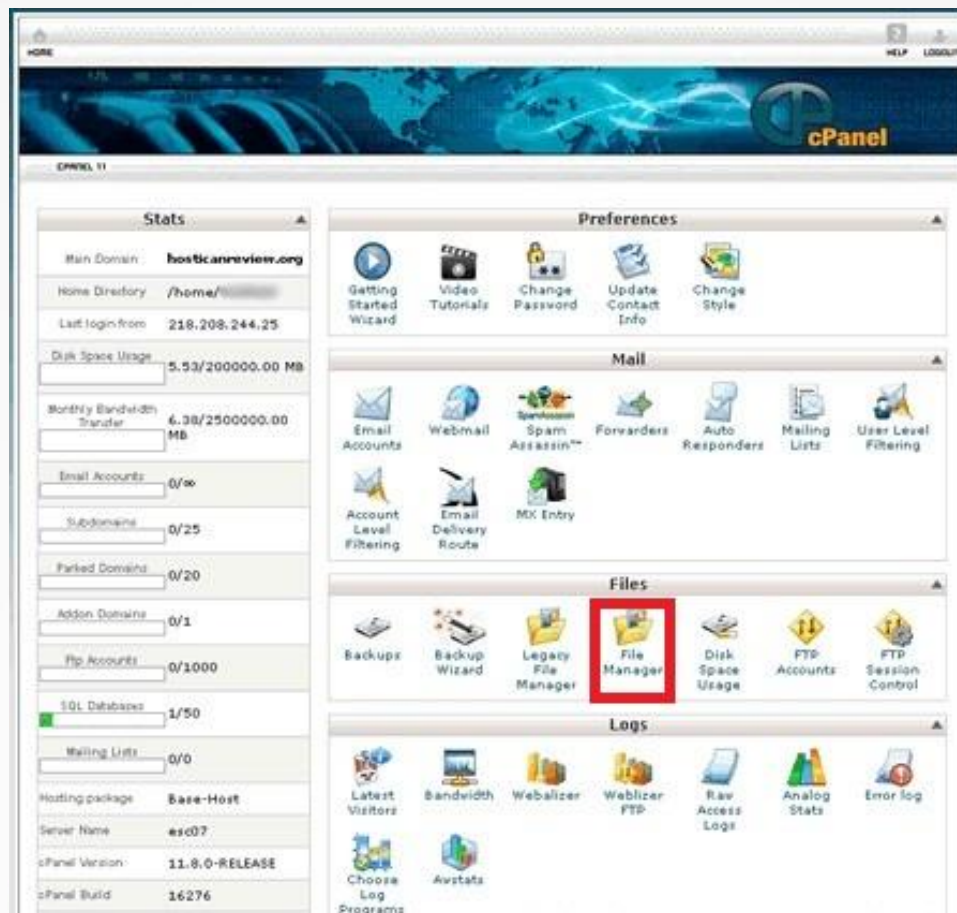 HOME
HELP LOGOUT
cPanel
CPANEL 11
Stats
Main Domain hosticanreview.org
Home Directory /home/
Last login from 218.208.244.25
Disk Space Usage 5.53/200000.00 MB
Monthly Bandwidth
Transfer
6.38/2500000.00
MB
Email Accounts 0/∞
Subdomains 0/25
Parked Domains 0/20
Addon Domains 0/1
Ftp Accounts 0/1000
SQL Databases 1/50
Mailing Lists 0/0
Hosting package Base-Host
Server Name esc07
cPanel Version 11.8.0-RELEASE
cPanel Build 16276
Preferences
Getting
Started
Wizard
Video
Tutorials
Change
Password
Update
Contact
Info
Change
Style
Mail
Email
Accounts
Webmail
SpamAssassin
Spam
Assassin™
Forwarders
Auto
Responders
Mailing
Lists
User Level
Filtering
Account
Level
Filtering
Email
Delivery
Route
MX Entry
Files
Backups
Backup
Wizard
Legacy
File
Manager
File
Manager
Disk
Space
Usage
FTP
Accounts
FTP
Session
Control
Logs
Latest
Visitors
Bandwidth
Webalizer
Weblizer
FTP
Raw
Access
Logs
Analog
Stats
Error log
Choose
Log
Programs
Awstats